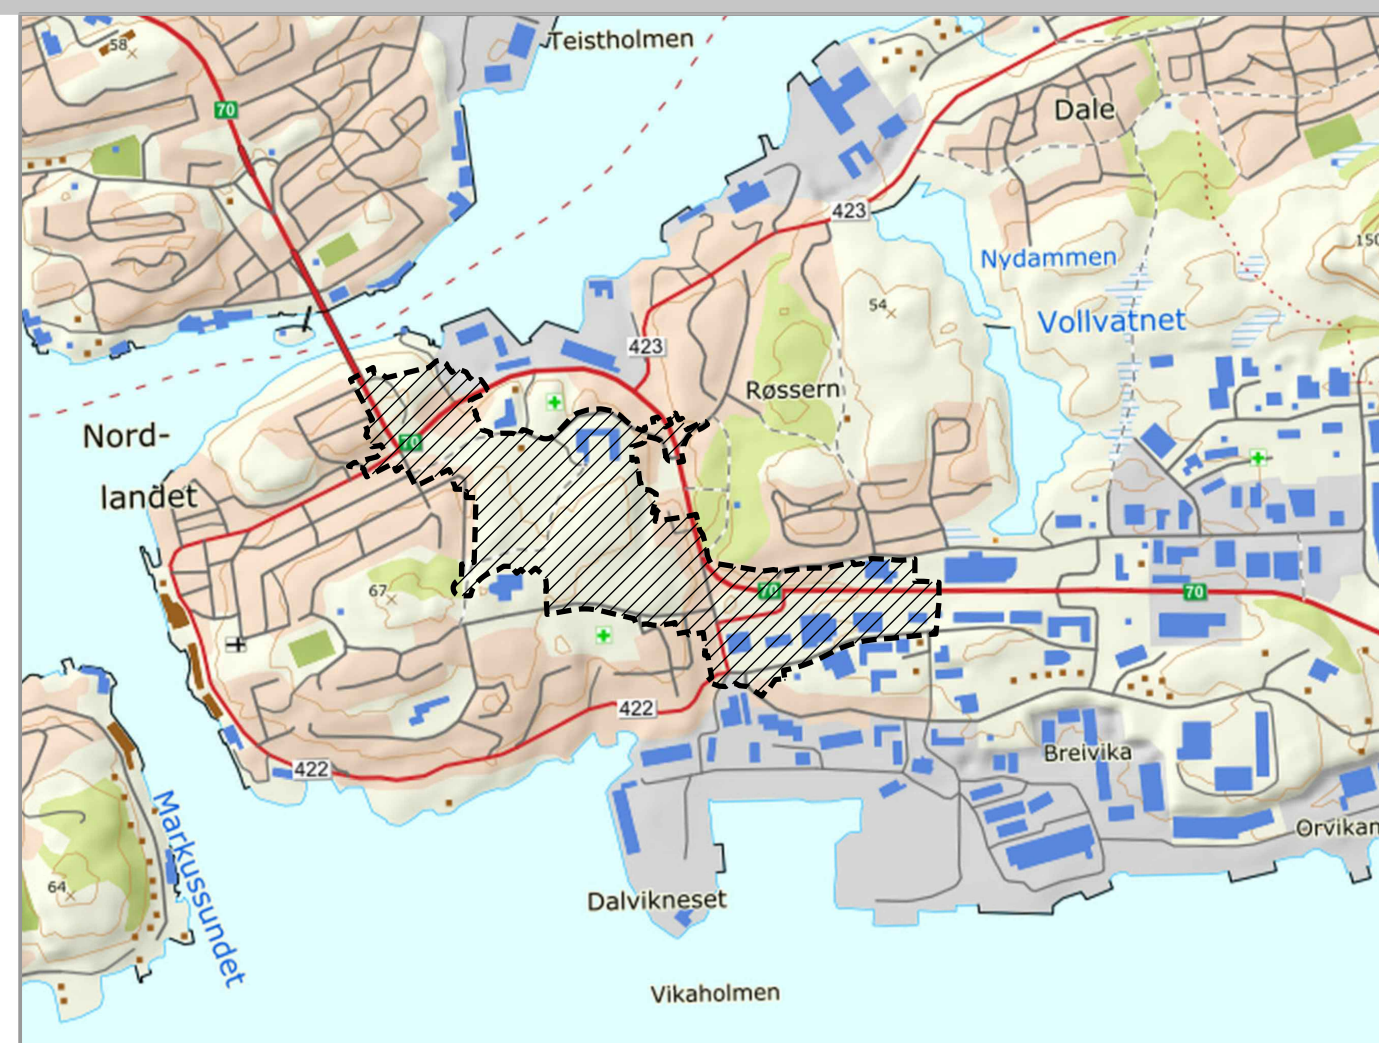 Teistholmen
58
70
Dale
423
150
Nydammen
54
Vollvatnet
423
Røssern
Nord-
landet
70
67
70
70
422
422
Breivika
Markussundet
Orvikan
64
Dalvikneset
Vikaholmen